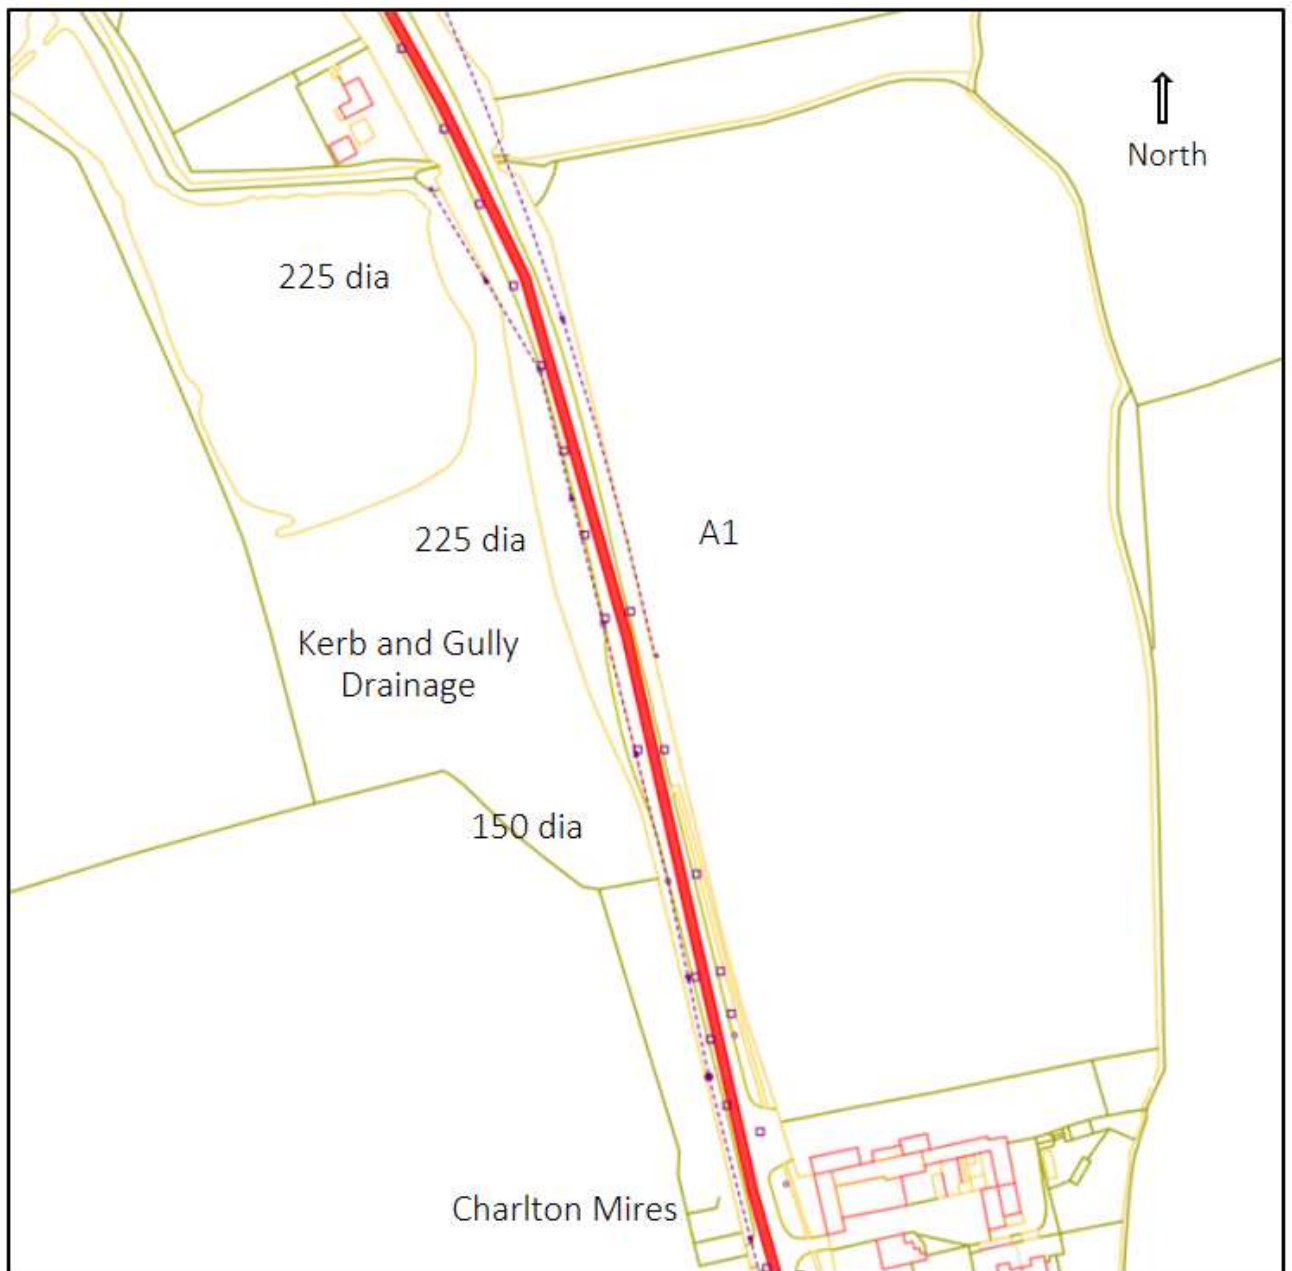 North
225 dia
225 dia
A1
Kerb and Gully
Drainage
150 dia
Charlton Mires